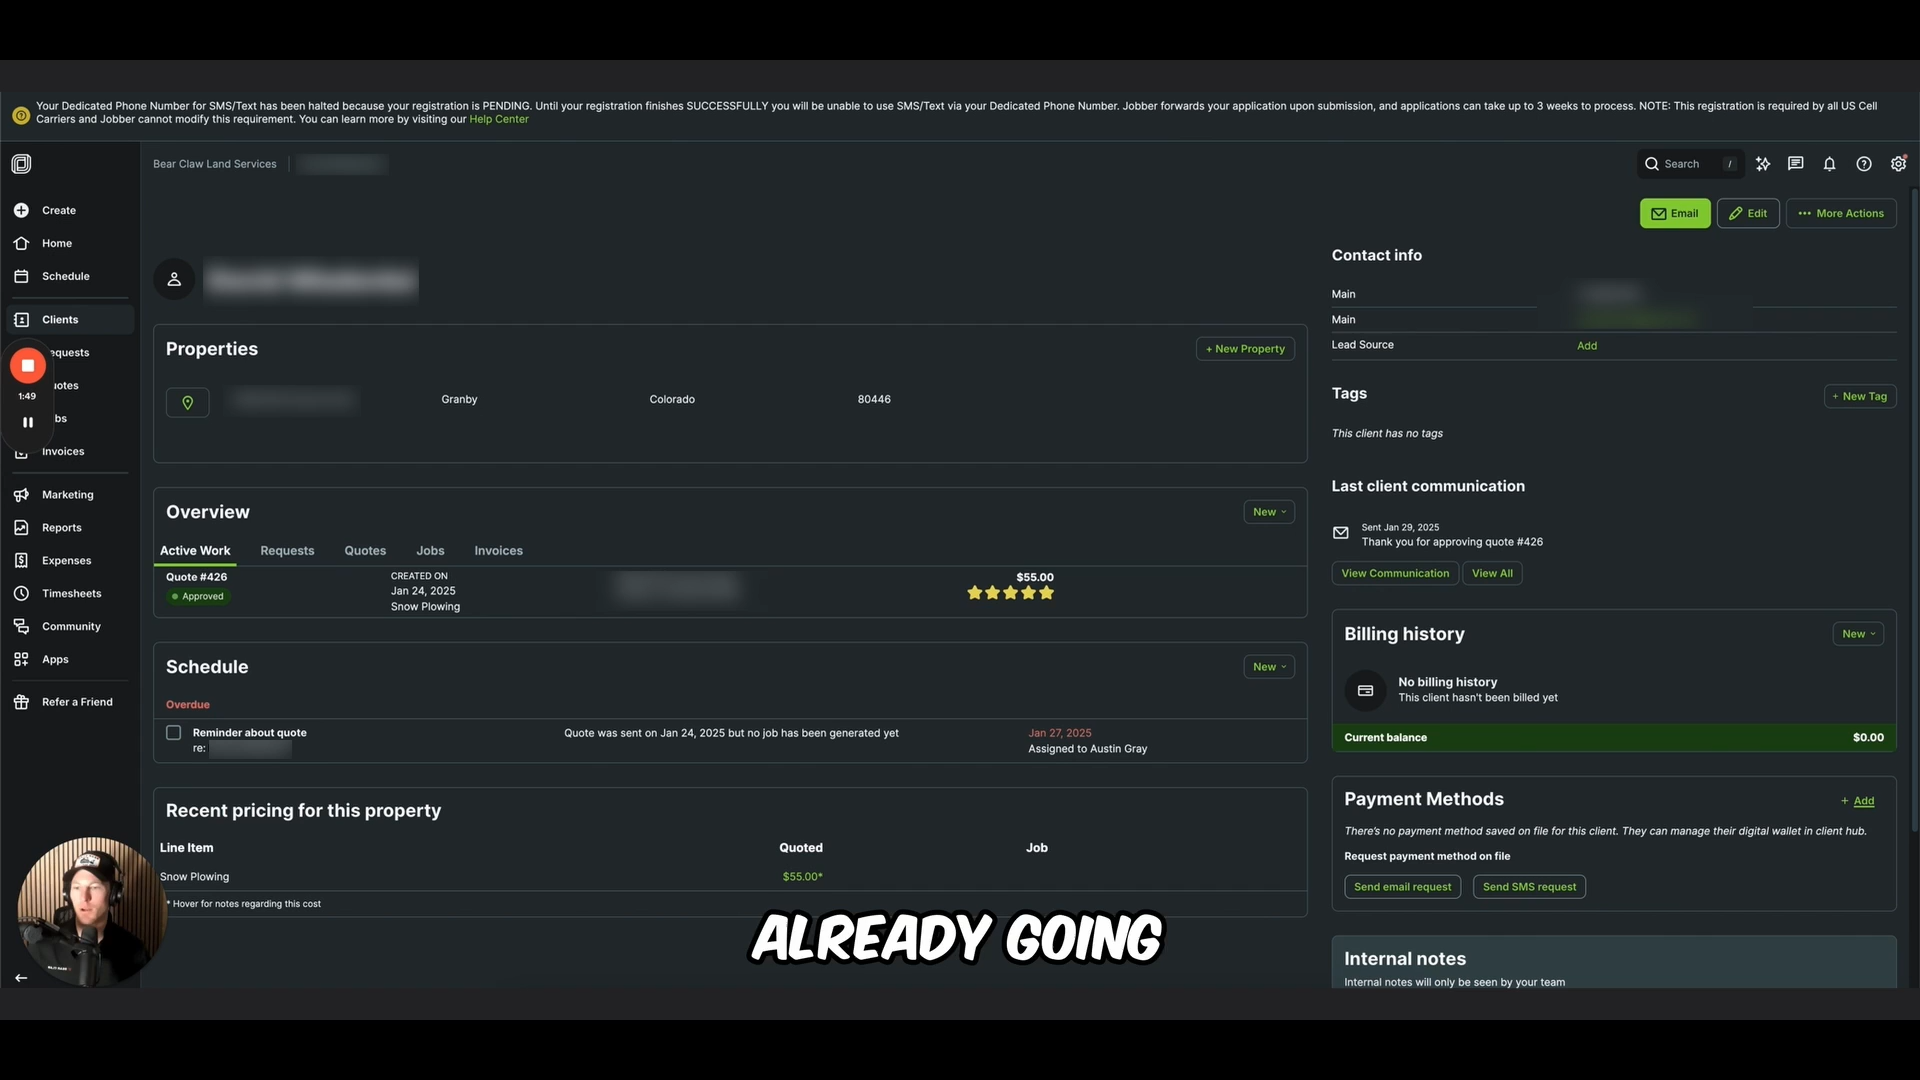 Your Dedicated Phone Number for SMS/Text has been halted because your registration is PENDING. Until your registration finishes SUCCESSFULLY you will be unable to use SMS/Text via your Dedicated Phone Number. Jobber forwards your application upon submission, and applications can take up to 3 weeks to process. NOTE: This registration is required by all US Cell
Carriers and Jobber cannot modify this requirement. You can learn more by visiting our Help Center
Bear Claw Land Services
Search /
Create
Home
Schedule
Clients
equests
uotes
bs
Invoices
1:49
Marketing
Reports
Expenses
Timesheets
Community
Apps
Refer a Friend
Email
Edit
More Actions
Properties
+ New Property
Granby Colorado 80446
Overview
New
Active Work Requests Quotes Jobs Invoices
Quote #426
Approved
CREATED ON
Jan 24, 2025
Snow Plowing
$55.00
Schedule
New
Overdue
Reminder about quote
re:
Quote was sent on Jan 24, 2025 but no job has been generated yet
Jan 27, 2025
Assigned to Austin Gray
Recent pricing for this property
Line Item Quoted Job
Snow Plowing $55.00*
* Hover for notes regarding this cost
ALREADY GOING
Contact info
Main
Main
Lead Source Add
Tags
+ New Tag
This client has no tags
Last client communication
Sent Jan 29, 2025
Thank you for approving quote #426
View Communication View All
Billing history
New
No billing history
This client hasn't been billed yet
Current balance $0.00
Payment Methods
+ Add
There's no payment method saved on file for this client. They can manage their digital wallet in client hub.
Request payment method on file
Send email request Send SMS request
Internal notes
Internal notes will only be seen by your team